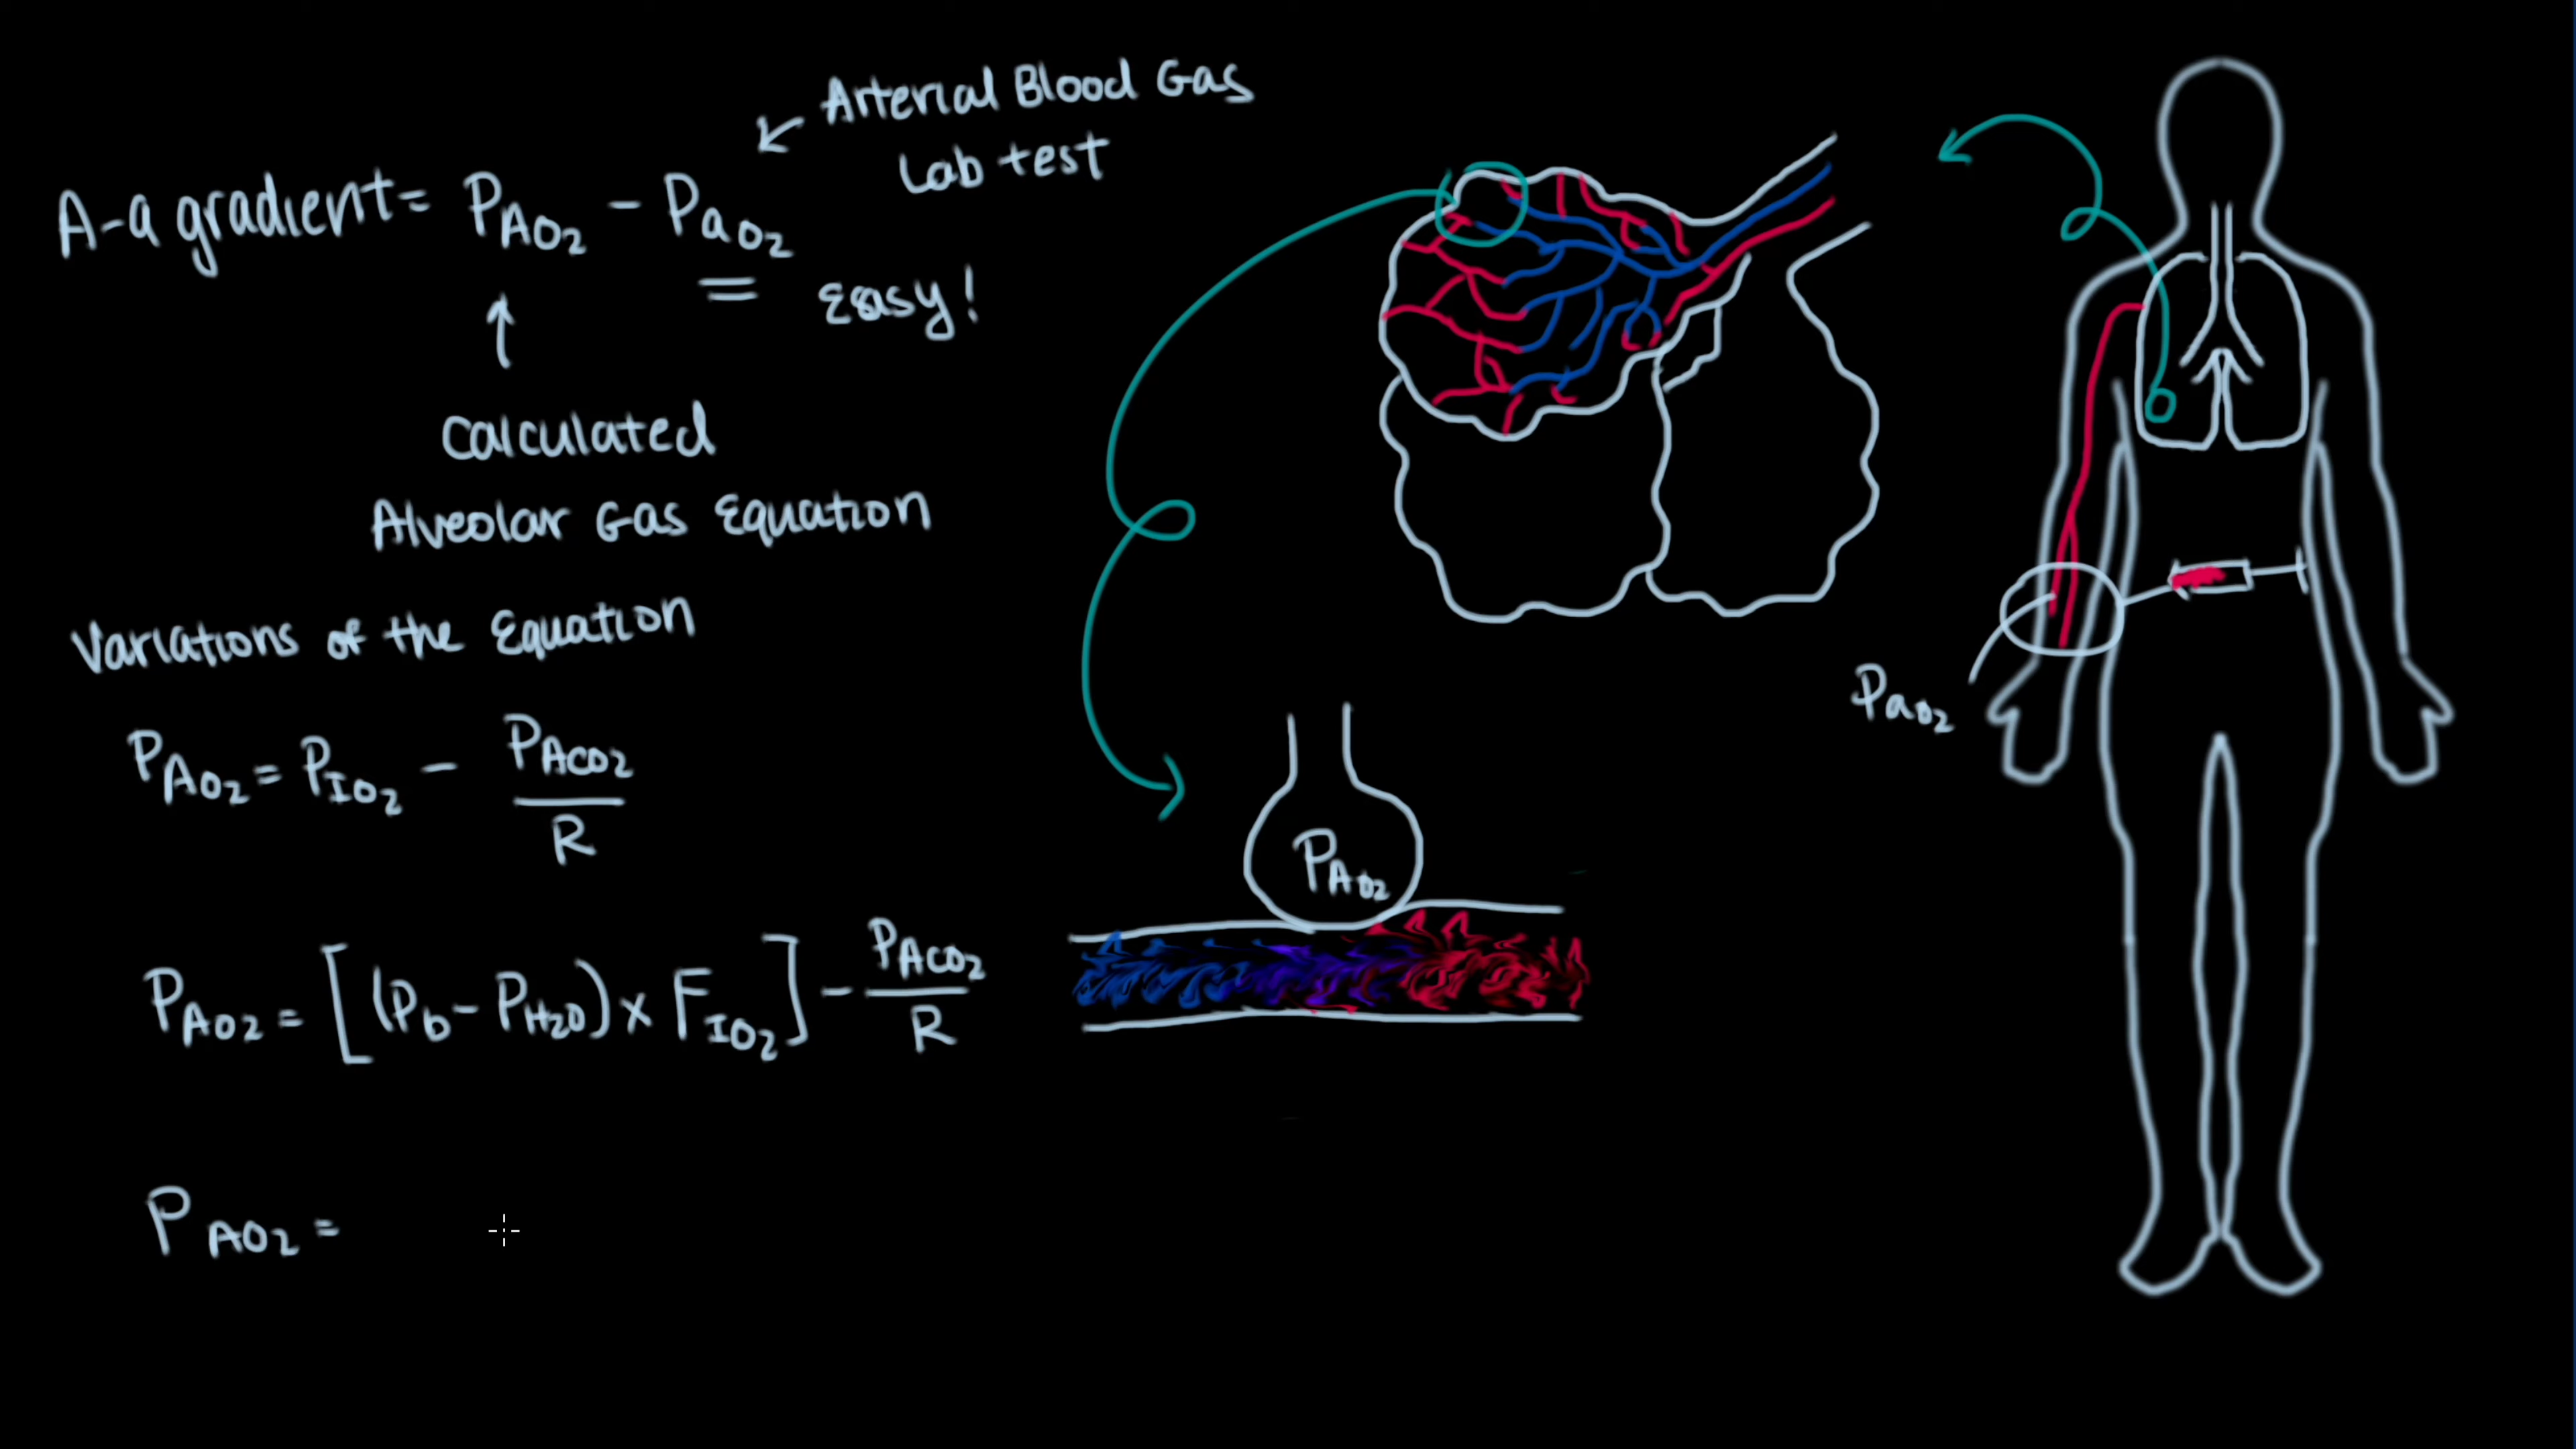 Arterial Blood Gas
Lab test
A-a gradient = PAO2 - PaO2
Easy!
Calculated
Alveolar Gas Equation
Variations of the Equation
PAO2 = PIO2 - PACO2
R
PAO2 = [(Pb - PH2O) x FIO2] - PACO2
R
PAO2 =
PAO2
PaO2